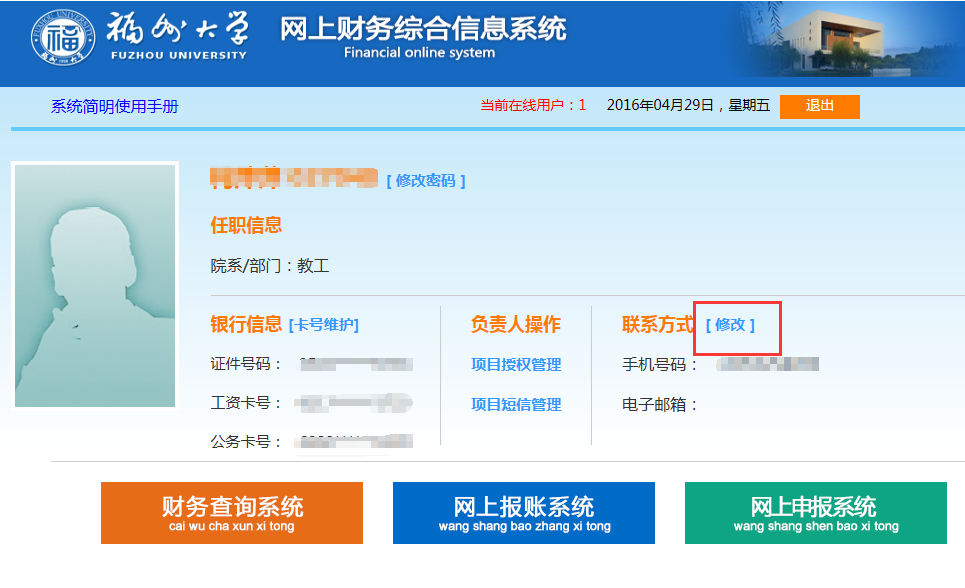 福州大学
FUZHOU UNIVERSITY
网上财务综合信息系统
Financial online system
系统简明使用手册
当前在线用户：1
2016年04月29日，星期五
退出
[ 修改密码 ]
任职信息
院系/部门：教工
银行信息 [卡号维护]
证件号码：
工资卡号：
公务卡号：
负责人操作
项目授权管理
项目短信管理
联系方式 [ 修改 ]
手机号码：
电子邮箱：
财务查询系统
cai wu cha xun xi tong
网上报账系统
wang shang bao zhang xi tong
网上申报系统
wang shang shen bao xi tong